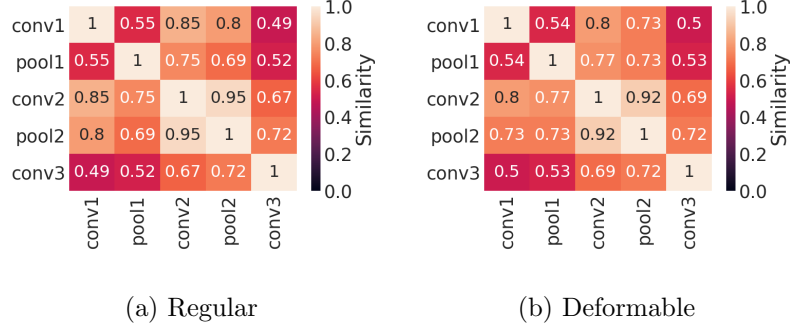 conv1 1 0.55 0.85 0.8 0.49
pool1 0.55 1 0.75 0.69 0.52
conv2 0.85 0.75 1 0.95 0.67
pool2 0.8 0.69 0.95 1 0.72
conv3 0.49 0.52 0.67 0.72 1
conv1 pool1 conv2 pool2 conv3
1.0
0.8
0.6
0.4
0.2
0.0
Similarity
(a) Regular
conv1 1 0.54 0.8 0.73 0.5
pool1 0.54 1 0.77 0.73 0.53
conv2 0.8 0.77 1 0.92 0.69
pool2 0.73 0.73 0.92 1 0.72
conv3 0.5 0.53 0.69 0.72 1
conv1 pool1 conv2 pool2 conv3
1.0
0.8
0.6
0.4
0.2
0.0
Similarity
(b) Deformable